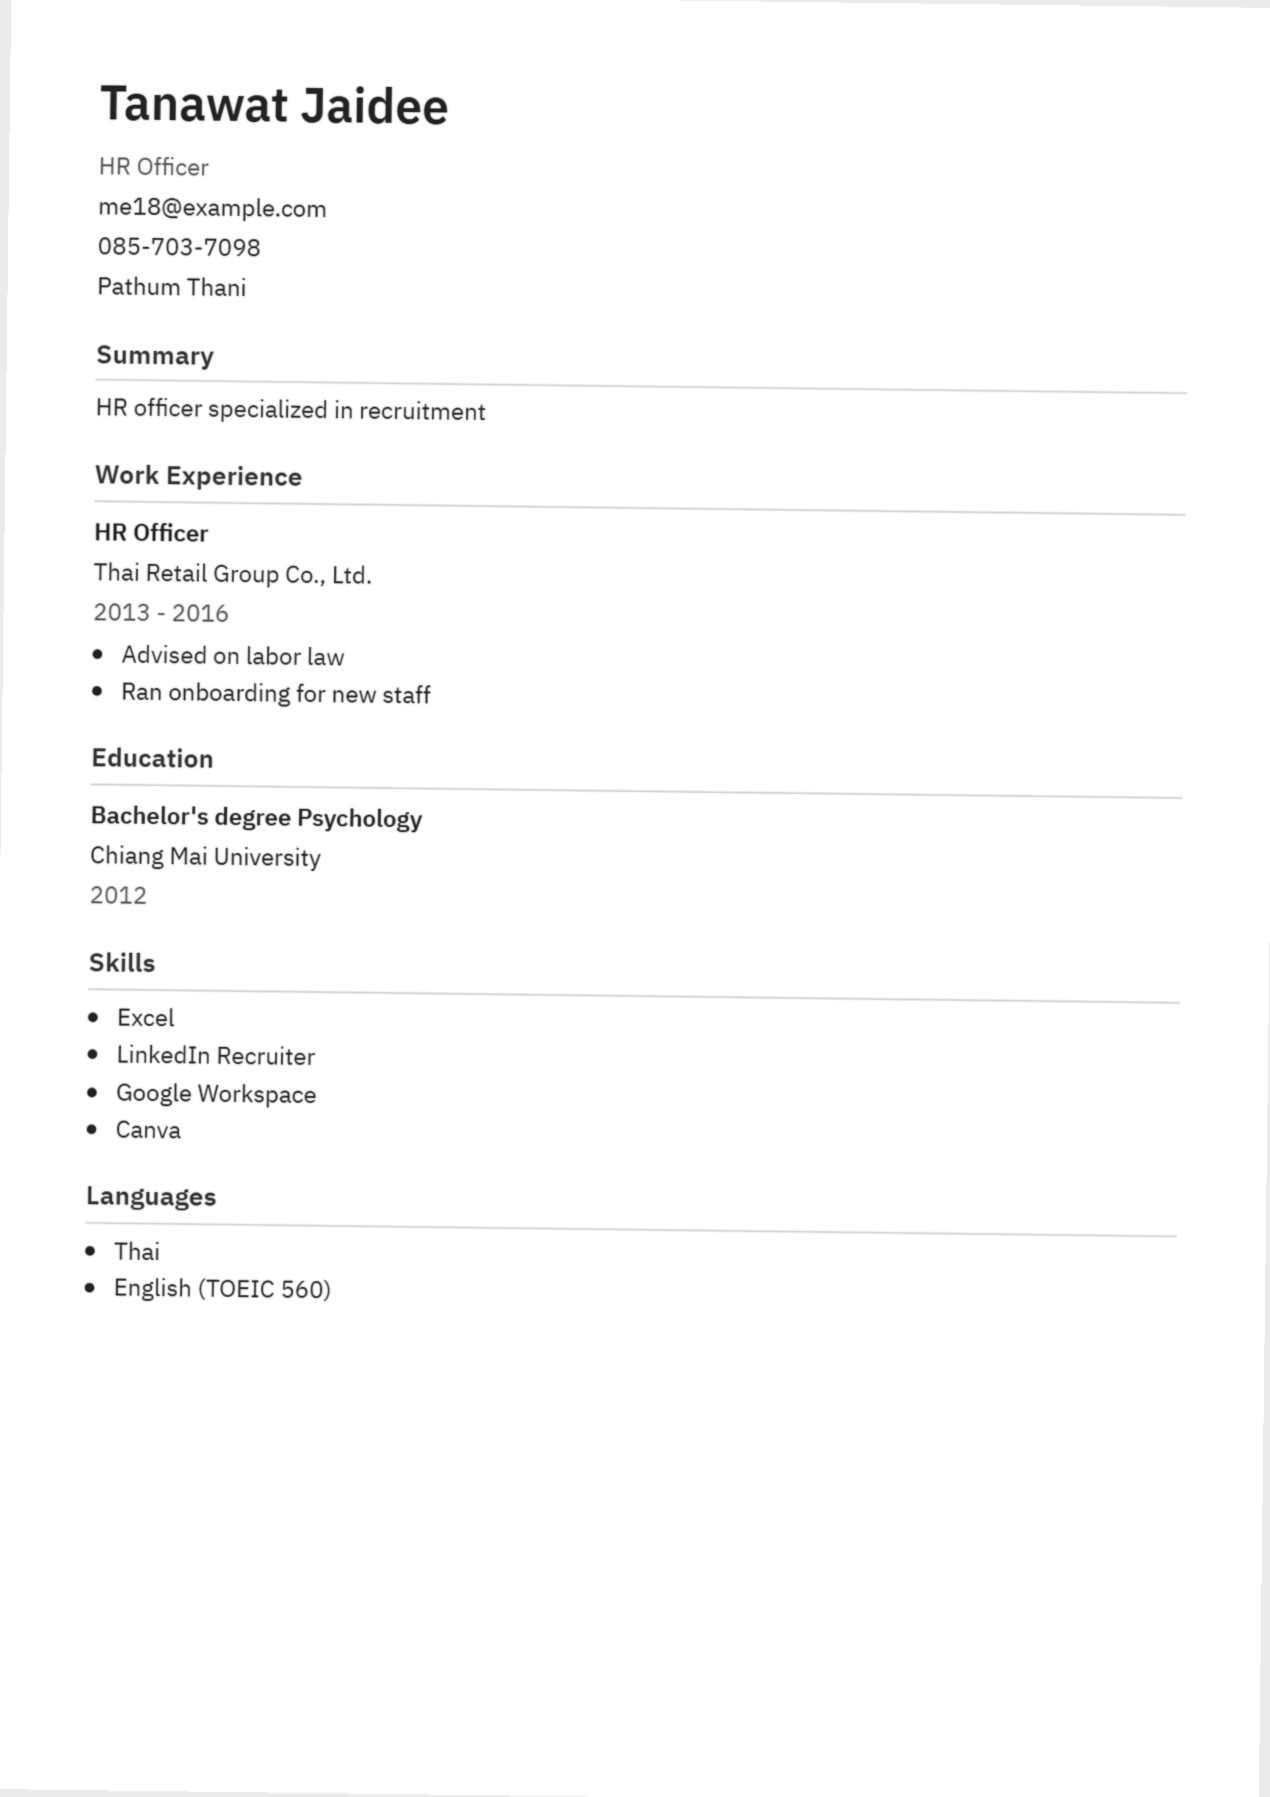 Tanawat Jaidee
HR Officer
me18@example.com
085-703-7098
Pathum Thani
Summary
HR officer specialized in recruitment
Work Experience
HR Officer
Thai Retail Group Co., Ltd.
2013 - 2016
Advised on labor law
Ran onboarding for new staff
Education
Bachelor's degree Psychology
Chiang Mai University
2012
Skills
Excel
LinkedIn Recruiter
Google Workspace
Canva
Languages
Thai
English (TOEIC 560)